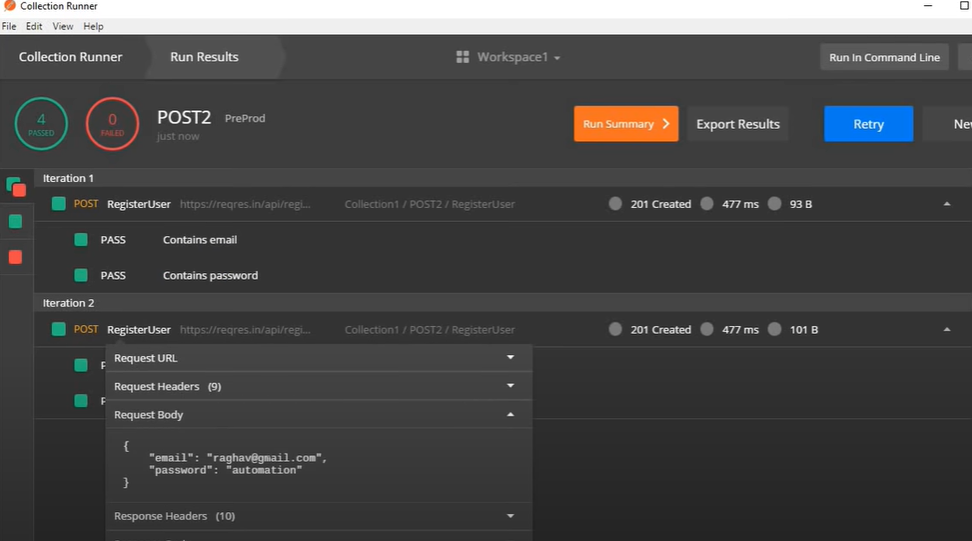 Collection Runner
File Edit View Help
Collection Runner Run Results Workspace1 Run In Command Line
4 PASSED 0 FAILED POST2 PreProd
just now
Run Summary Export Results Retry
Iteration 1
POST RegisterUser https://reqres.in/api/regi... Collection1 / POST2 / RegisterUser 201 Created 477 ms 93 B
PASS Contains email
PASS Contains password
Iteration 2
POST RegisterUser https://reqres.in/api/regi... Collection1 / POST2 / RegisterUser 201 Created 477 ms 101 B
Request URL
Request Headers (9)
Request Body
{
"email": "raghav@gmail.com",
"password": "automation"
}
Response Headers (10)